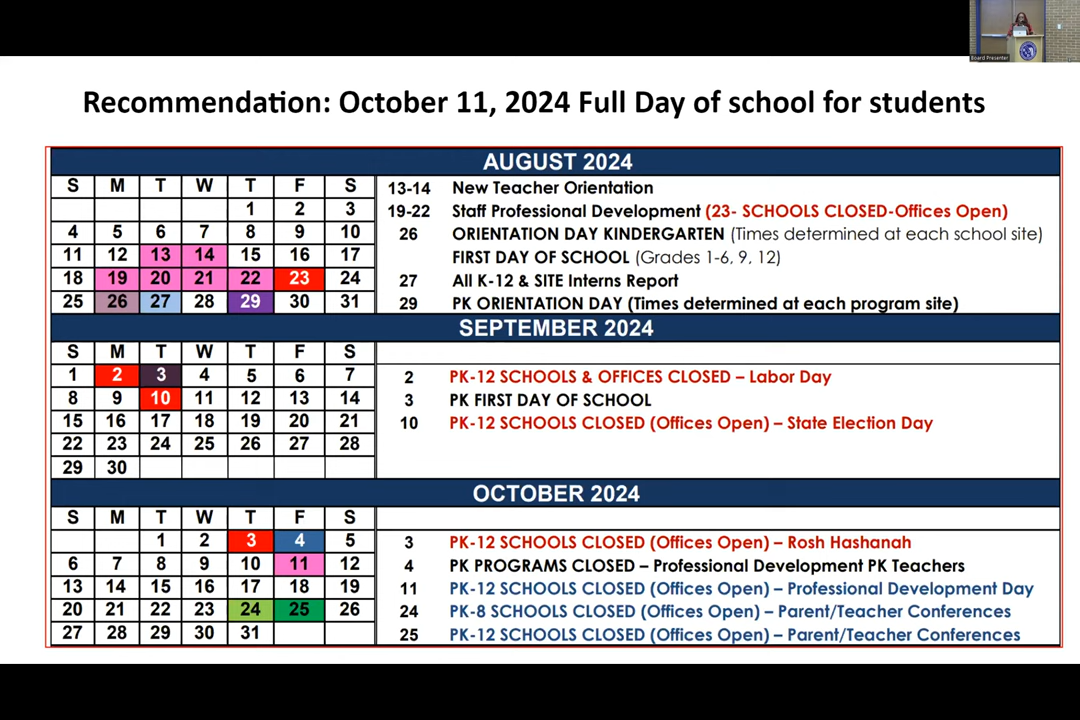 Board Presenter
Recommendation: October 11, 2024 Full Day of school for students
AUGUST 2024
S M T W T F S
1 2 3
4 5 6 7 8 9 10
11 12 13 14 15 16 17
18 19 20 21 22 23 24
25 26 27 28 29 30 31
13-14 New Teacher Orientation
19-22 Staff Professional Development (23- SCHOOLS CLOSED-Offices Open)
26 ORIENTATION DAY KINDERGARTEN (Times determined at each school site)
FIRST DAY OF SCHOOL (Grades 1-6, 9, 12)
27 All K-12 & SITE Interns Report
29 PK ORIENTATION DAY (Times determined at each program site)
SEPTEMBER 2024
S M T W T F S
1 2 3 4 5 6 7
8 9 10 11 12 13 14
15 16 17 18 19 20 21
22 23 24 25 26 27 28
29 30
2 PK-12 SCHOOLS & OFFICES CLOSED – Labor Day
3 PK FIRST DAY OF SCHOOL
10 PK-12 SCHOOLS CLOSED (Offices Open) – State Election Day
OCTOBER 2024
S M T W T F S
1 2 3 4 5
6 7 8 9 10 11 12
13 14 15 16 17 18 19
20 21 22 23 24 25 26
27 28 29 30 31
3 PK-12 SCHOOLS CLOSED (Offices Open) – Rosh Hashanah
4 PK PROGRAMS CLOSED – Professional Development PK Teachers
11 PK-12 SCHOOLS CLOSED (Offices Open) – Professional Development Day
24 PK-8 SCHOOLS CLOSED (Offices Open) – Parent/Teacher Conferences
25 PK-12 SCHOOLS CLOSED (Offices Open) – Parent/Teacher Conferences